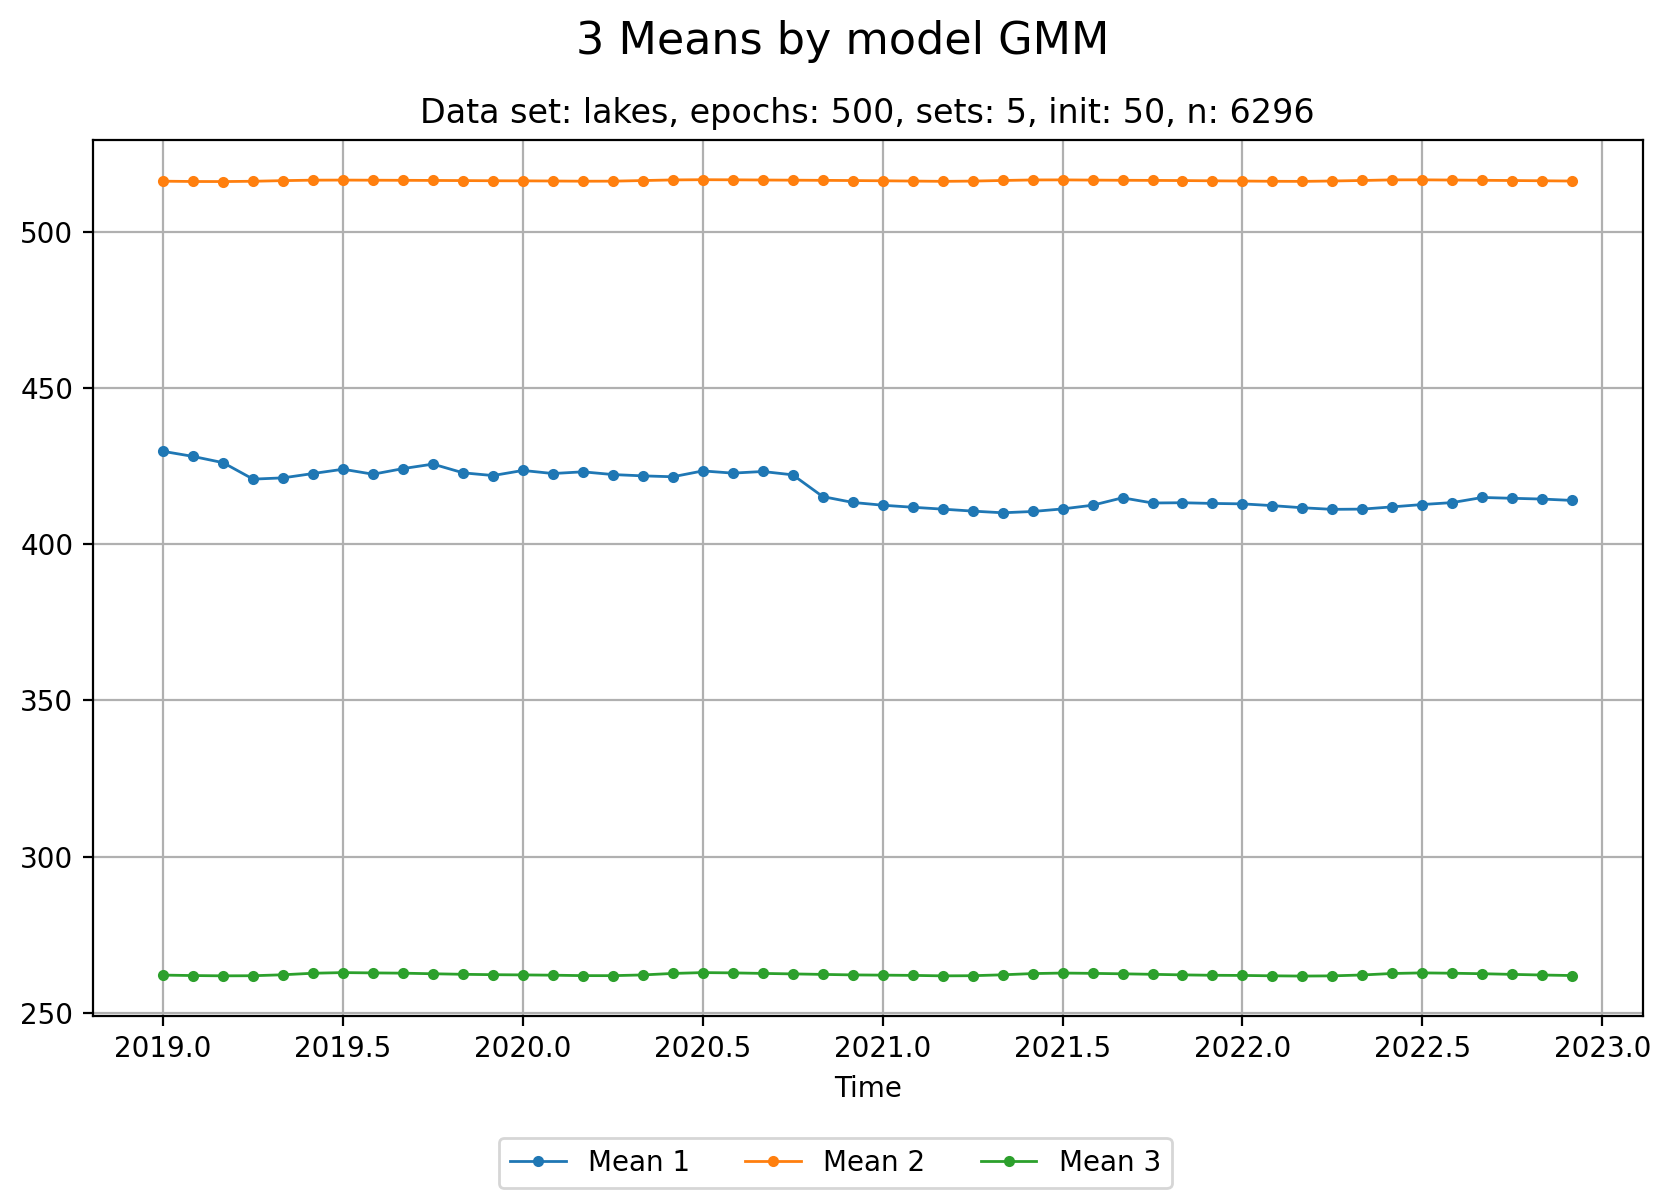 3 Means by model GMM
Data set: lakes, epochs: 500, sets: 5, init: 50, n: 6296
500
450
400
350
300
250
2019.0 2019.5 2020.0 2020.5 2021.0 2021.5 2022.0 2022.5 2023.0
Time
Mean 1 Mean 2 Mean 3